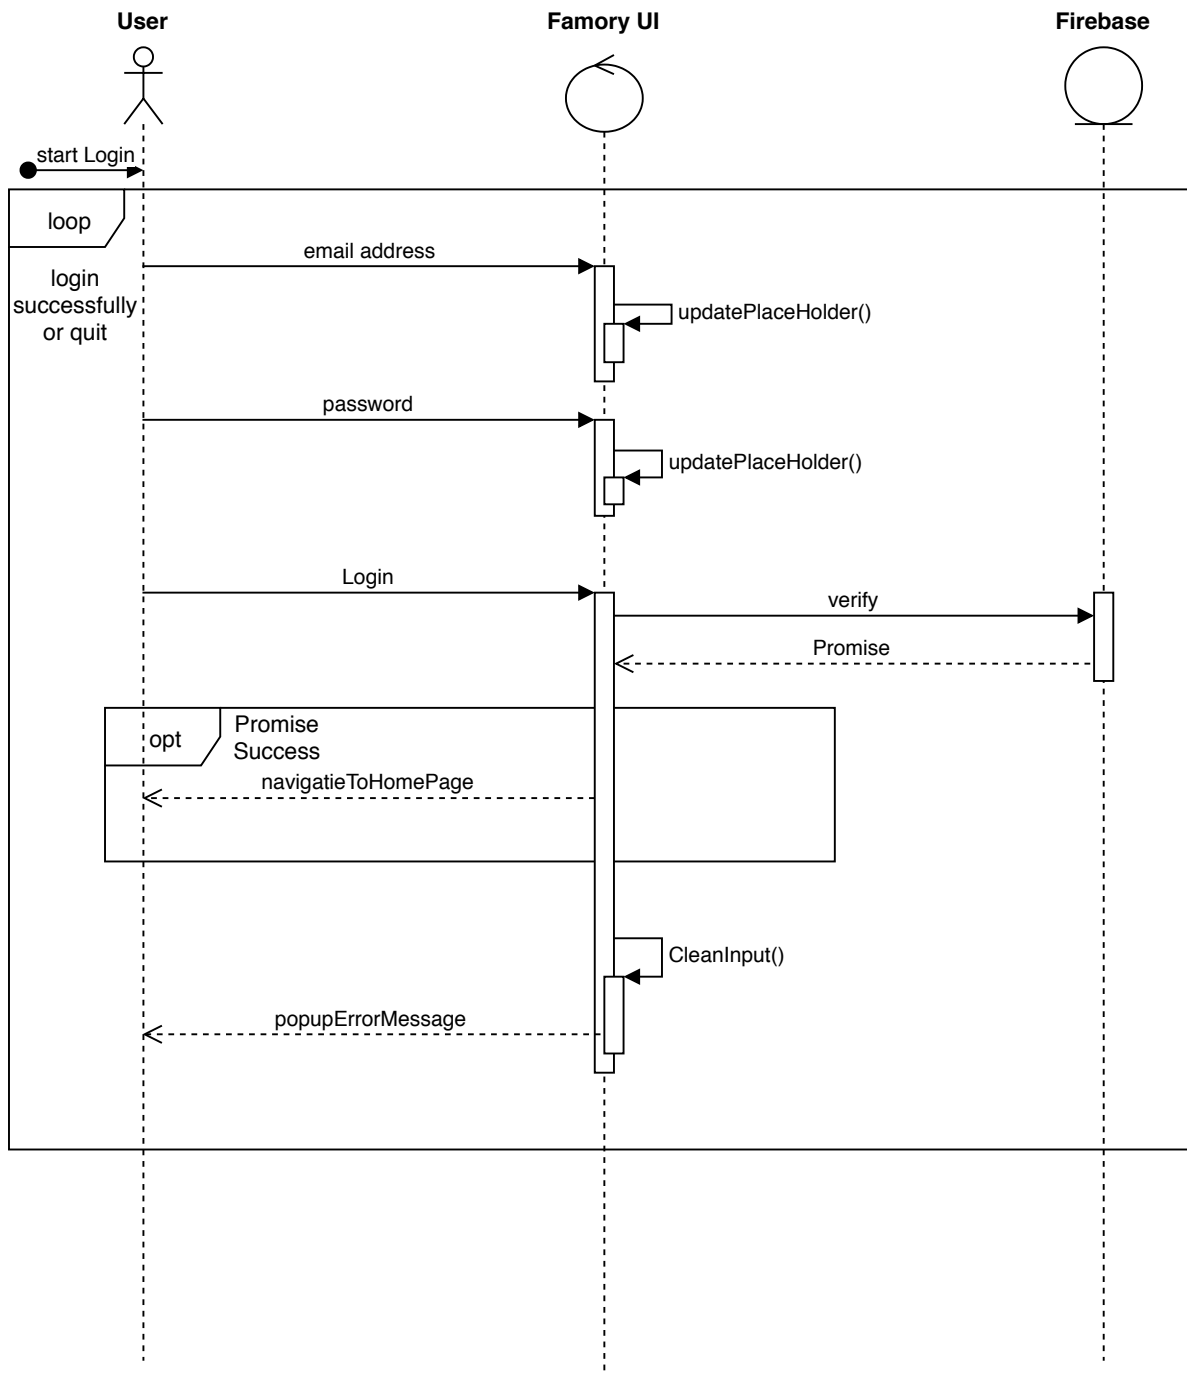 User
Famory UI
Firebase
start Login
loop
login
successfully
or quit
email address
updatePlaceHolder()
password
updatePlaceHolder()
Login
verify
Promise
opt
Promise
Success
navigatieToHomePage
CleanInput()
popupErrorMessage